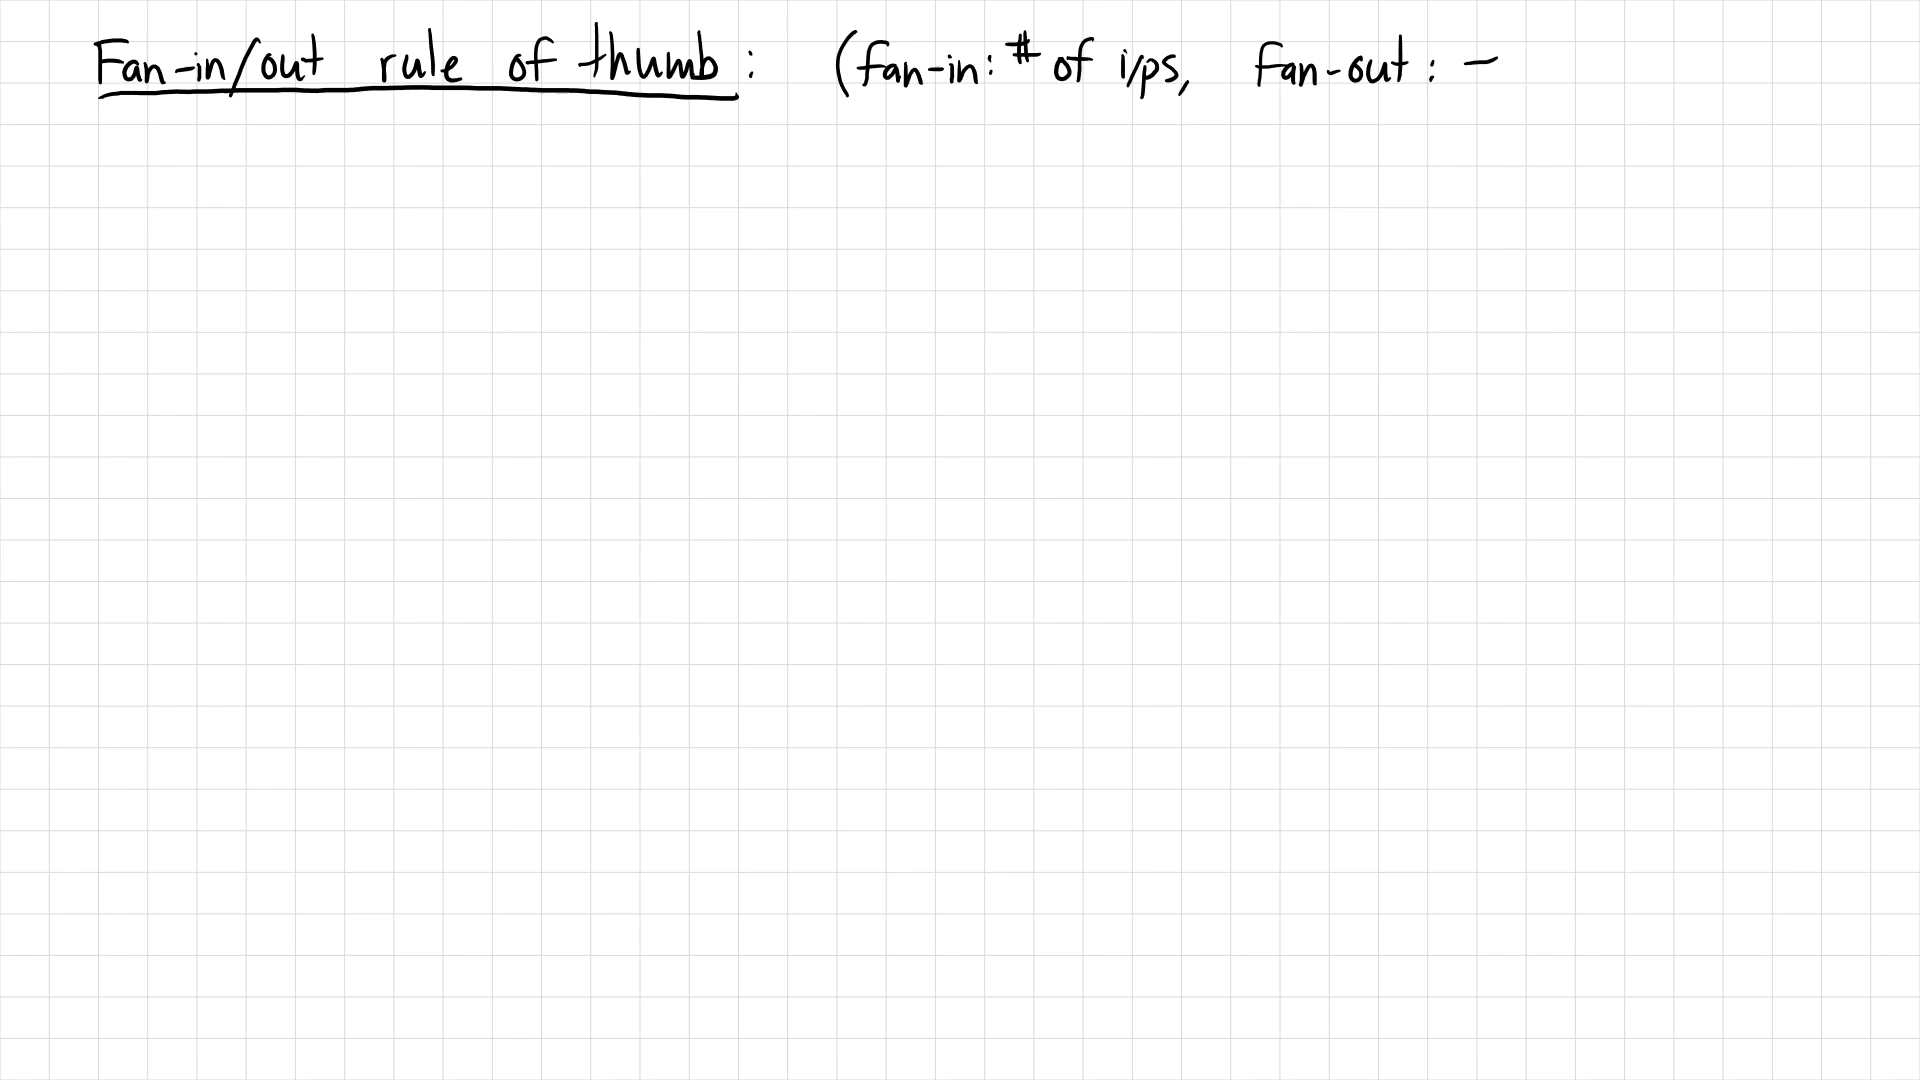 Fan-in/out rule of thumb: (fan-in: # of i/ps, fan-out: -